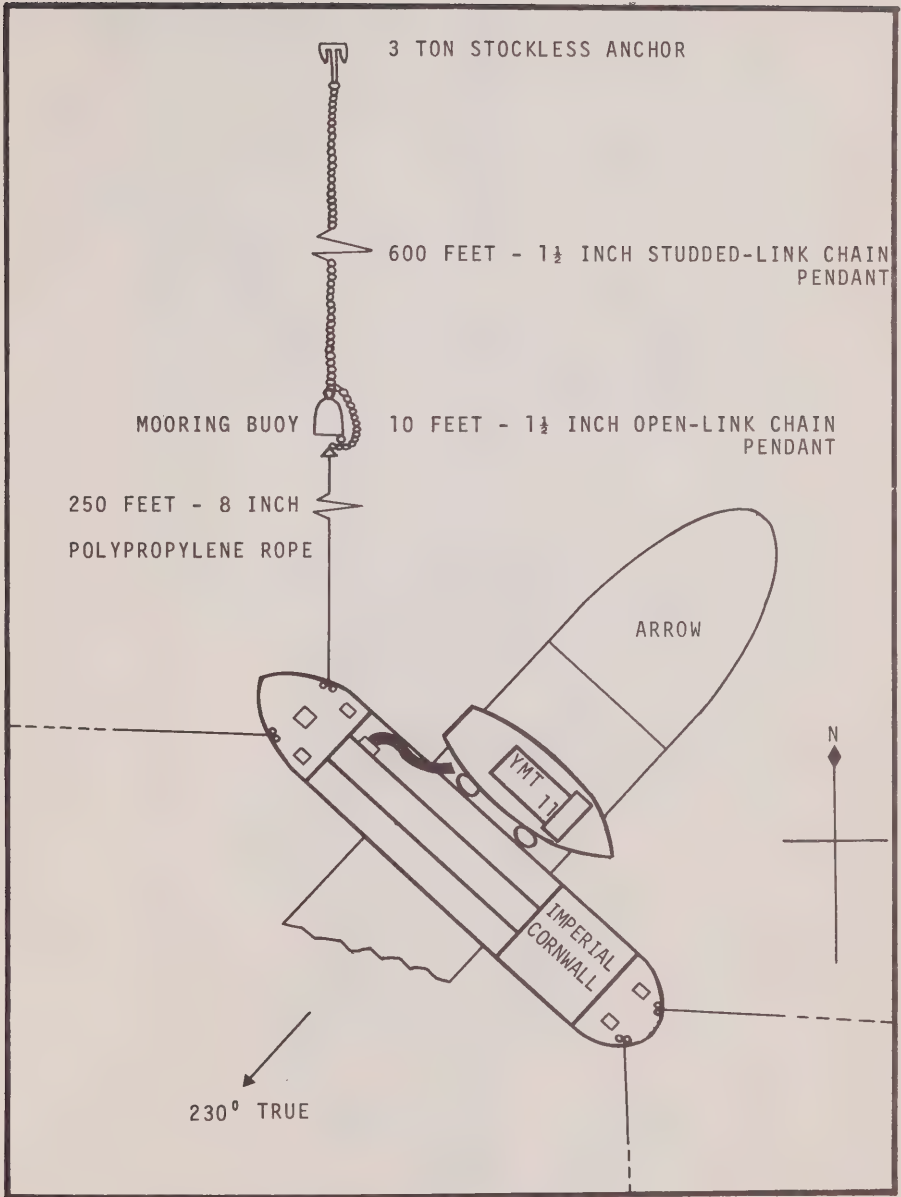 3 TON STOCKLESS ANCHOR
600 FEET - 1½ INCH STUDDED-LINK CHAIN
PENDANT
MOORING BUOY
10 FEET - 1½ INCH OPEN-LINK CHAIN
PENDANT
250 FEET - 8 INCH
POLYPROPYLENE ROPE
ARROW
N
YMT 11
IMPERIAL
CORNWALL
230° TRUE